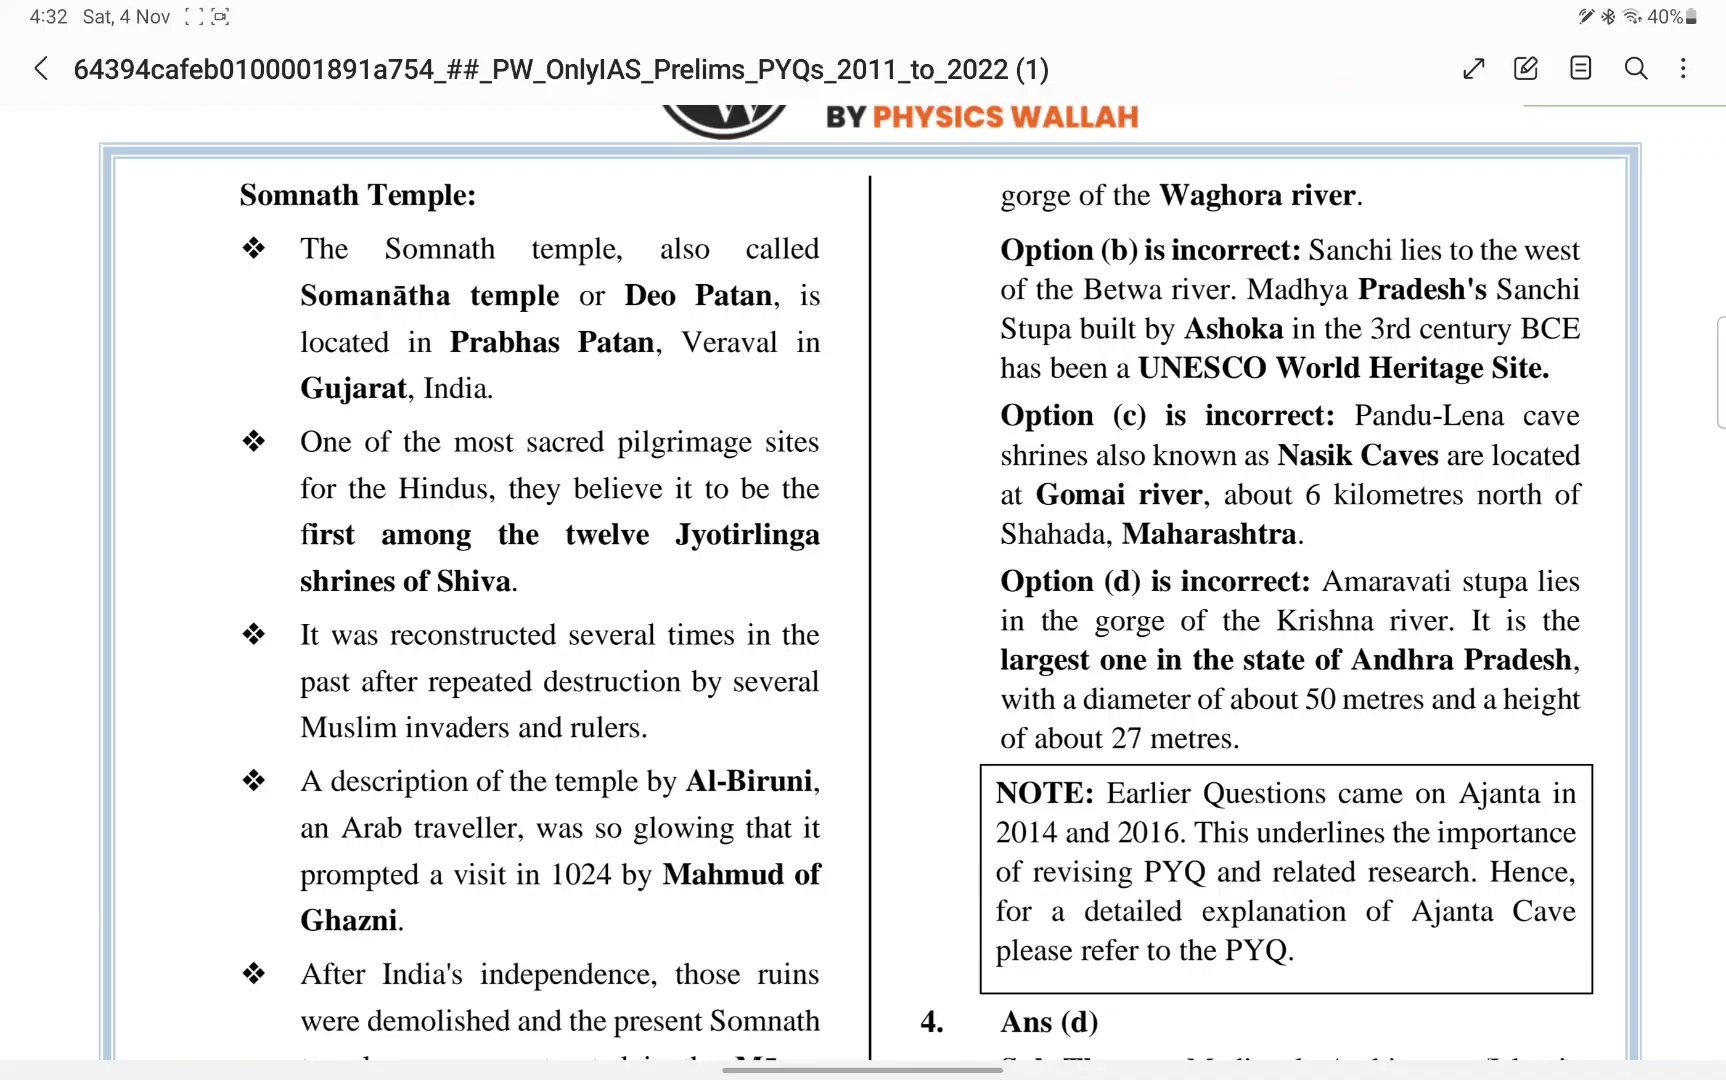 4:32 Sat, 4 Nov
40%
64394cafeb0100001891a754_##_PW_OnlyIAS_Prelims_PYQs_2011_to_2022 (1)
BY PHYSICS WALLAH
Somnath Temple:
❖ The Somnath temple, also called
Somanātha temple or Deo Patan, is
located in Prabhas Patan, Veraval in
Gujarat, India.
❖ One of the most sacred pilgrimage sites
for the Hindus, they believe it to be the
first among the twelve Jyotirlinga
shrines of Shiva.
❖ It was reconstructed several times in the
past after repeated destruction by several
Muslim invaders and rulers.
❖ A description of the temple by Al-Biruni,
an Arab traveller, was so glowing that it
prompted a visit in 1024 by Mahmud of
Ghazni.
❖ After India's independence, those ruins
were demolished and the present Somnath
gorge of the Waghora river.
Option (b) is incorrect: Sanchi lies to the west
of the Betwa river. Madhya Pradesh's Sanchi
Stupa built by Ashoka in the 3rd century BCE
has been a UNESCO World Heritage Site.
Option (c) is incorrect: Pandu-Lena cave
shrines also known as Nasik Caves are located
at Gomai river, about 6 kilometres north of
Shahada, Maharashtra.
Option (d) is incorrect: Amaravati stupa lies
in the gorge of the Krishna river. It is the
largest one in the state of Andhra Pradesh,
with a diameter of about 50 metres and a height
of about 27 metres.
NOTE: Earlier Questions came on Ajanta in
2014 and 2016. This underlines the importance
of revising PYQ and related research. Hence,
for a detailed explanation of Ajanta Cave
please refer to the PYQ.
4. Ans (d)